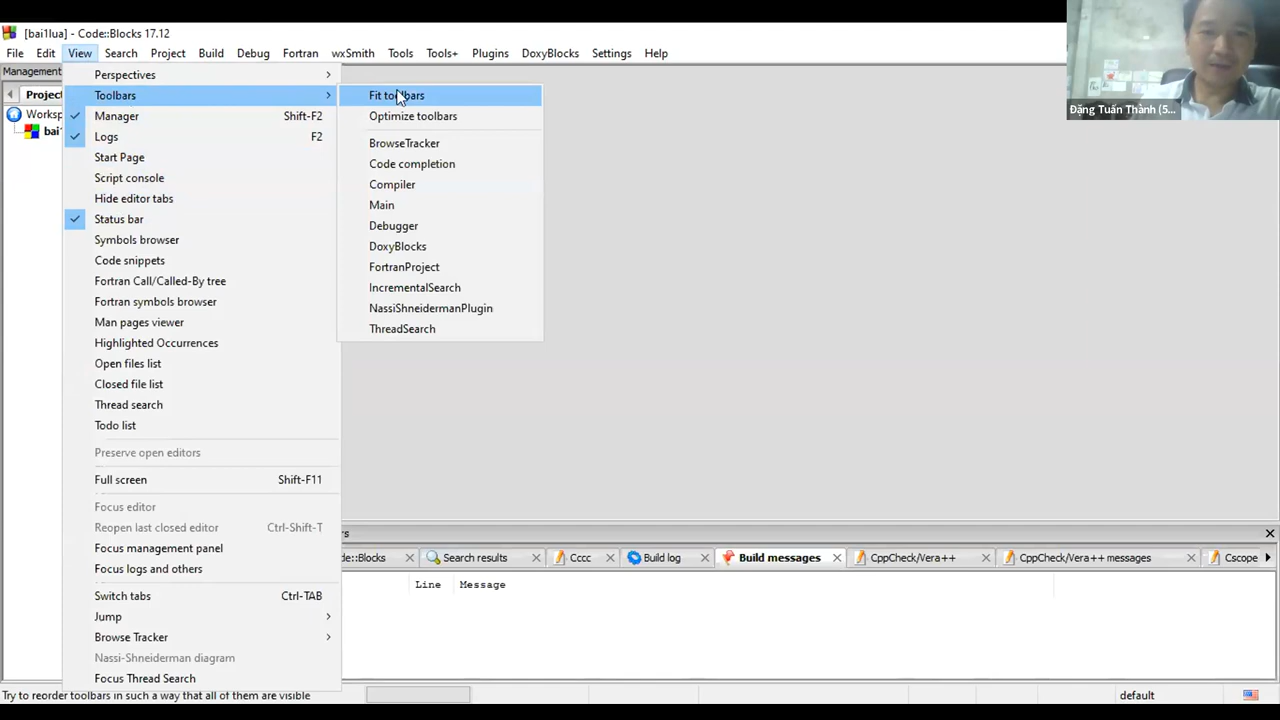 [bai1lua] - Code::Blocks 17.12
File Edit View Search Project Build Debug Fortran wxSmith Tools Tools+ Plugins DoxyBlocks Settings Help
Management
Perspectives
Toolbars
Manager Shift-F2
Logs F2
Start Page
Script console
Hide editor tabs
Status bar
Symbols browser
Code snippets
Fortran Call/Called-By tree
Fortran symbols browser
Man pages viewer
Highlighted Occurrences
Open files list
Closed file list
Thread search
Todo list
Preserve open editors
Full screen Shift-F11
Focus editor
Reopen last closed editor Ctrl-Shift-T
Focus management panel
Focus logs and others
Switch tabs Ctrl-TAB
Jump
Browse Tracker
Nassi-Shneiderman diagram
Focus Thread Search
Fit toolbars
Optimize toolbars
BrowseTracker
Code completion
Compiler
Main
Debugger
DoxyBlocks
FortranProject
IncrementalSearch
NassiShneidermanPlugin
ThreadSearch
Đặng Tuấn Thành (5...
Search results Cccc Build log Build messages CppCheck/Vera++ CppCheck/Vera++ messages Cscope
Line Message
Try to reorder toolbars in such a way that all of them are visible default